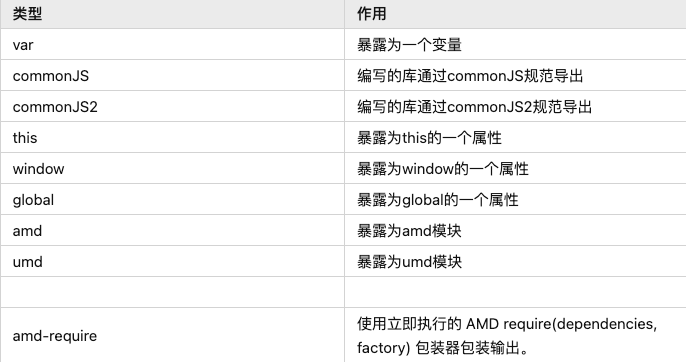 类型 作用
var 暴露为一个变量
commonJS 编写的库通过commonJS规范导出
commonJS2 编写的库通过commonJS2规范导出
this 暴露为this的一个属性
window 暴露为window的一个属性
global 暴露为global的一个属性
amd 暴露为amd模块
umd 暴露为umd模块
amd-require 使用立即执行的 AMD require(dependencies,
factory) 包装器包装输出。